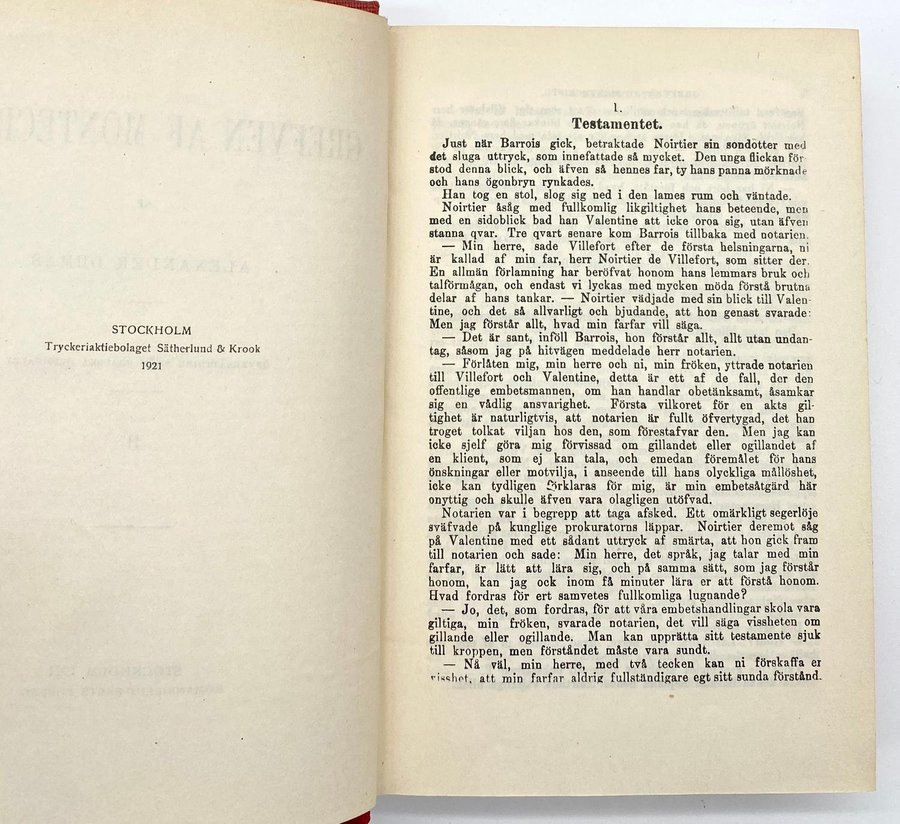 STOCKHOLM
Tryckeriaktiebolaget Sätherlund & Krook
1921
1.
Testamentet.
Just när Barrois gick, betraktade Noirtier sin sondotter med
det sluga uttryck, som innefattade så mycket. Den unga flickan för
stod denna blick, och äfven så hennes far, ty hans panna mörknade
och hans ögonbryn rynkades.
Han tog en stol, slog sig ned i den lames rum och väntade.
Noirtier åsåg med fullkomlig likgiltighet hans beteende, men
med en sidoblick bad han Valentine att icke oroa sig, utan äfven
stanna qvar. Tre qvart senare kom Barrois tillbaka med notarien.
— Min herre, sade Villefort efter de första helsningarna, ni
är kallad af min far, herr Noirtier de Villefort, som sitter der.
En allmän förlamning har beröfvat honom hans lemmars bruk och
talförmågan, och endast vi lyckas med mycken möda förstå brutna
delar af hans tankar. — Noirtier vädjade med sin blick till Valen-
tine, och det så allvarligt och bjudande, att hon genast svarade:
Men jag förstår allt, hvad min farfar vill säga.
— Det är sant, inföll Barrois, hon förstår allt, allt utan undan-
tag, såsom jag på hitvägen meddelade herr notarien.
— Förlåten mig, min herre och ni, min fröken, yttrade notarien
till Villefort och Valentine, detta är ett af de fall, der den
offentlige embetsmannen, om han handlar obetänksamt, åsamkar
sig en vådlig ansvarighet. Första vilkoret för en akts gil-
tighet är naturligtvis, att notarien är fullt öfvertygad, det han
troget tolkat viljan hos den, som förestafvar den. Men jag kan
icke sjelf göra mig förvissad om gillandet eller ogillandet af
en klient, som ej kan tala, och emedan föremålet för hans
önskningar eller motvilja, i anseende till hans olyckliga mållöshet,
icke kan tydligen förklaras för mig, är min embetsåtgärd här
onyttig och skulle äfven vara olagligen utöfvad.
Notarien var i begrepp att taga afsked. Ett omärkligt segerlöje
sväfvade på kunglige prokuratorns läppar. Noirtier deremot såg
på Valentine med ett sådant uttryck af smärta, att hon gick fram
till notarien och sade: Min herre, det språk, jag talar med min
farfar, är lätt att lära sig, och på samma sätt, som jag förstår
honom, kan jag ock inom få minuter lära er att förstå honom.
Hvad fordras för ert samvetes fullkomliga lugnande?
— Jo, det, som fordras, för att våra embetshandlingar skola vara
giltiga, min fröken, svarade notarien, det vill säga vissheten om
gillande eller ogillande. Man kan upprätta sitt testamente sjuk
till kroppen, men förståndet måste vara sundt.
— Nå väl, min herre, med två tecken kan ni förskaffa er
visshet, att min farfar aldrig fullständigare egt sitt sunda förstånd.